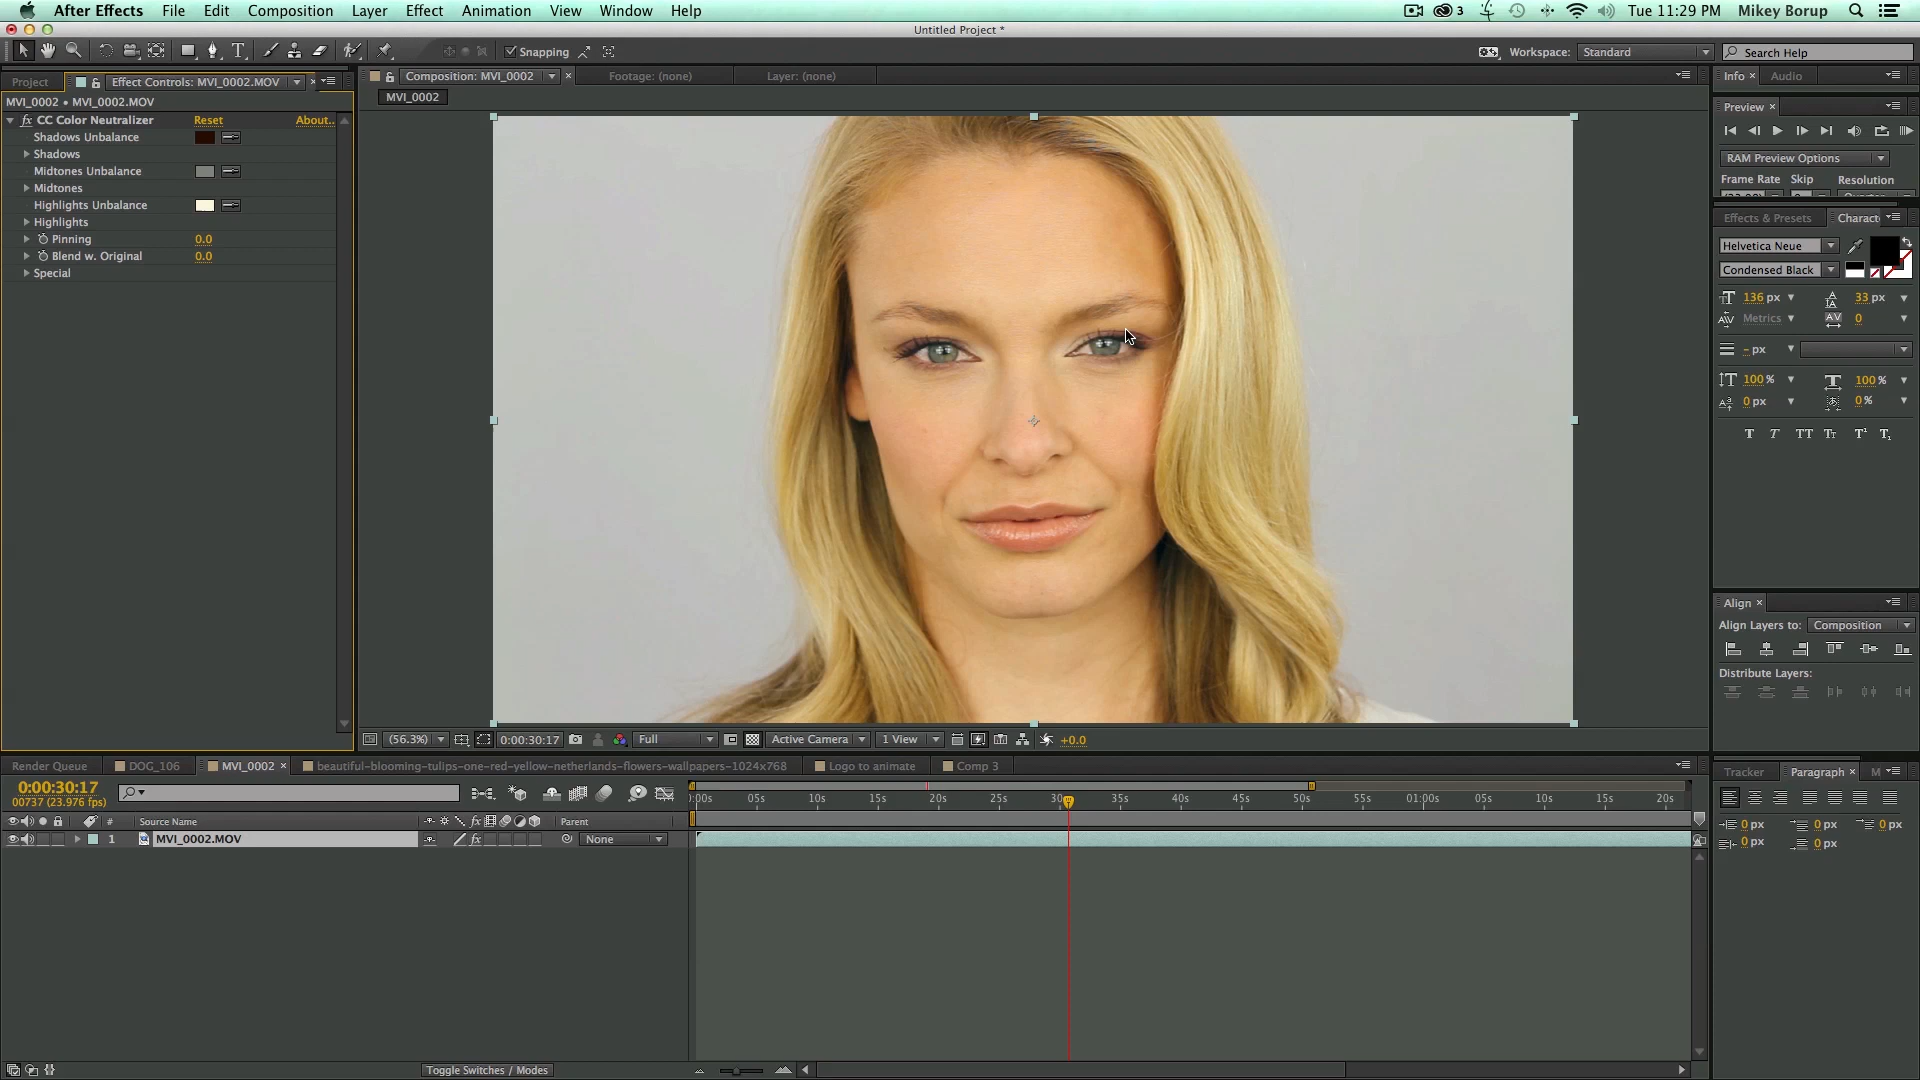 After Effects File Edit Composition Layer Effect Animation View Window Help 3 Tue 11:29 PM Mikey Borup
Untitled Project *
Snapping Workspace: Standard Search Help
Project Effect Controls: MVI_0002.MOV Composition: MVI_0002 Footage: (none) Layer: (none) Info Audio
MVI_0002 • MVI_0002.MOV MVI_0002
CC Color Neutralizer Reset About..
Shadows Unbalance
Shadows
Midtones Unbalance
Midtones
Highlights Unbalance
Highlights
Pinning 0.0
Blend w. Original 0.0
Special
Preview
RAM Preview Options
Frame Rate Skip Resolution
Effects & Presets Charact
Helvetica Neue
Condensed Black
136 px 33 px
Metrics 0
- px
100 % 100 %
0 px 0 %
T T TT Tr T¹ T₁
Align
Align Layers to: Composition
Distribute Layers:
(56.3%) 0:00:30:17 Full Active Camera 1 View +0.0
Render Queue DOG_106 MVI_0002 beautiful-blooming-tulips-one-red-yellow-netherlands-flowers-wallpapers-1024x768 Logo to animate Comp 3
Tracker Paragraph M
0:00:30:17
00737 (23.976 fps)
:00s 05s 10s 15s 20s 25s 30s 35s 40s 45s 50s 55s 01:00s 05s 10s 15s 20s
# Source Name fx Parent
1 MVI_0002.MOV fx None
0 px 0 px 0 px
0 px 0 px
Toggle Switches / Modes